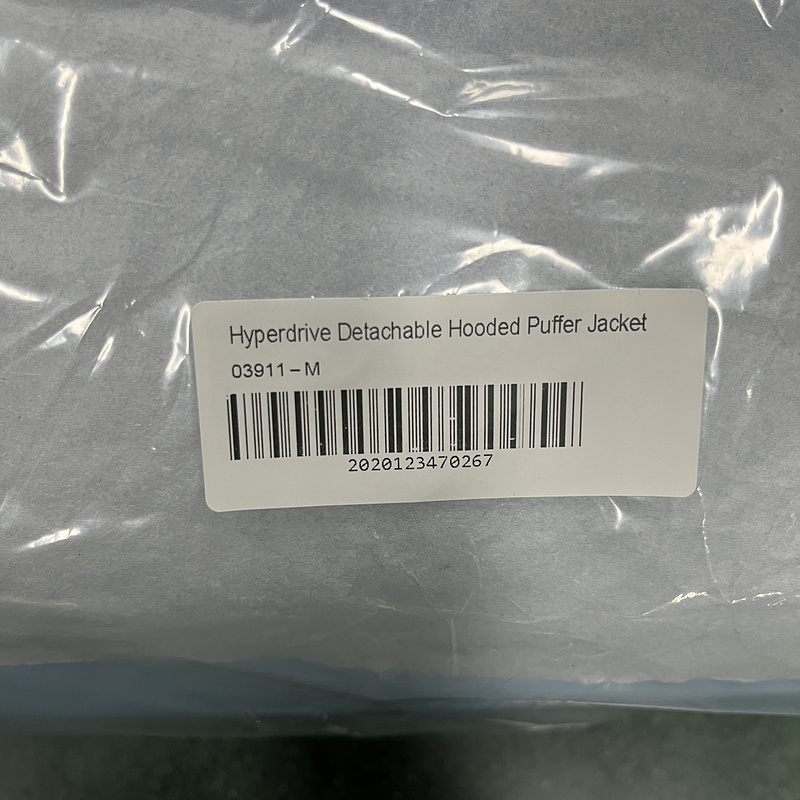 Hyperdrive Detachable Hooded Puffer Jacket
03911 – M
2020123470267